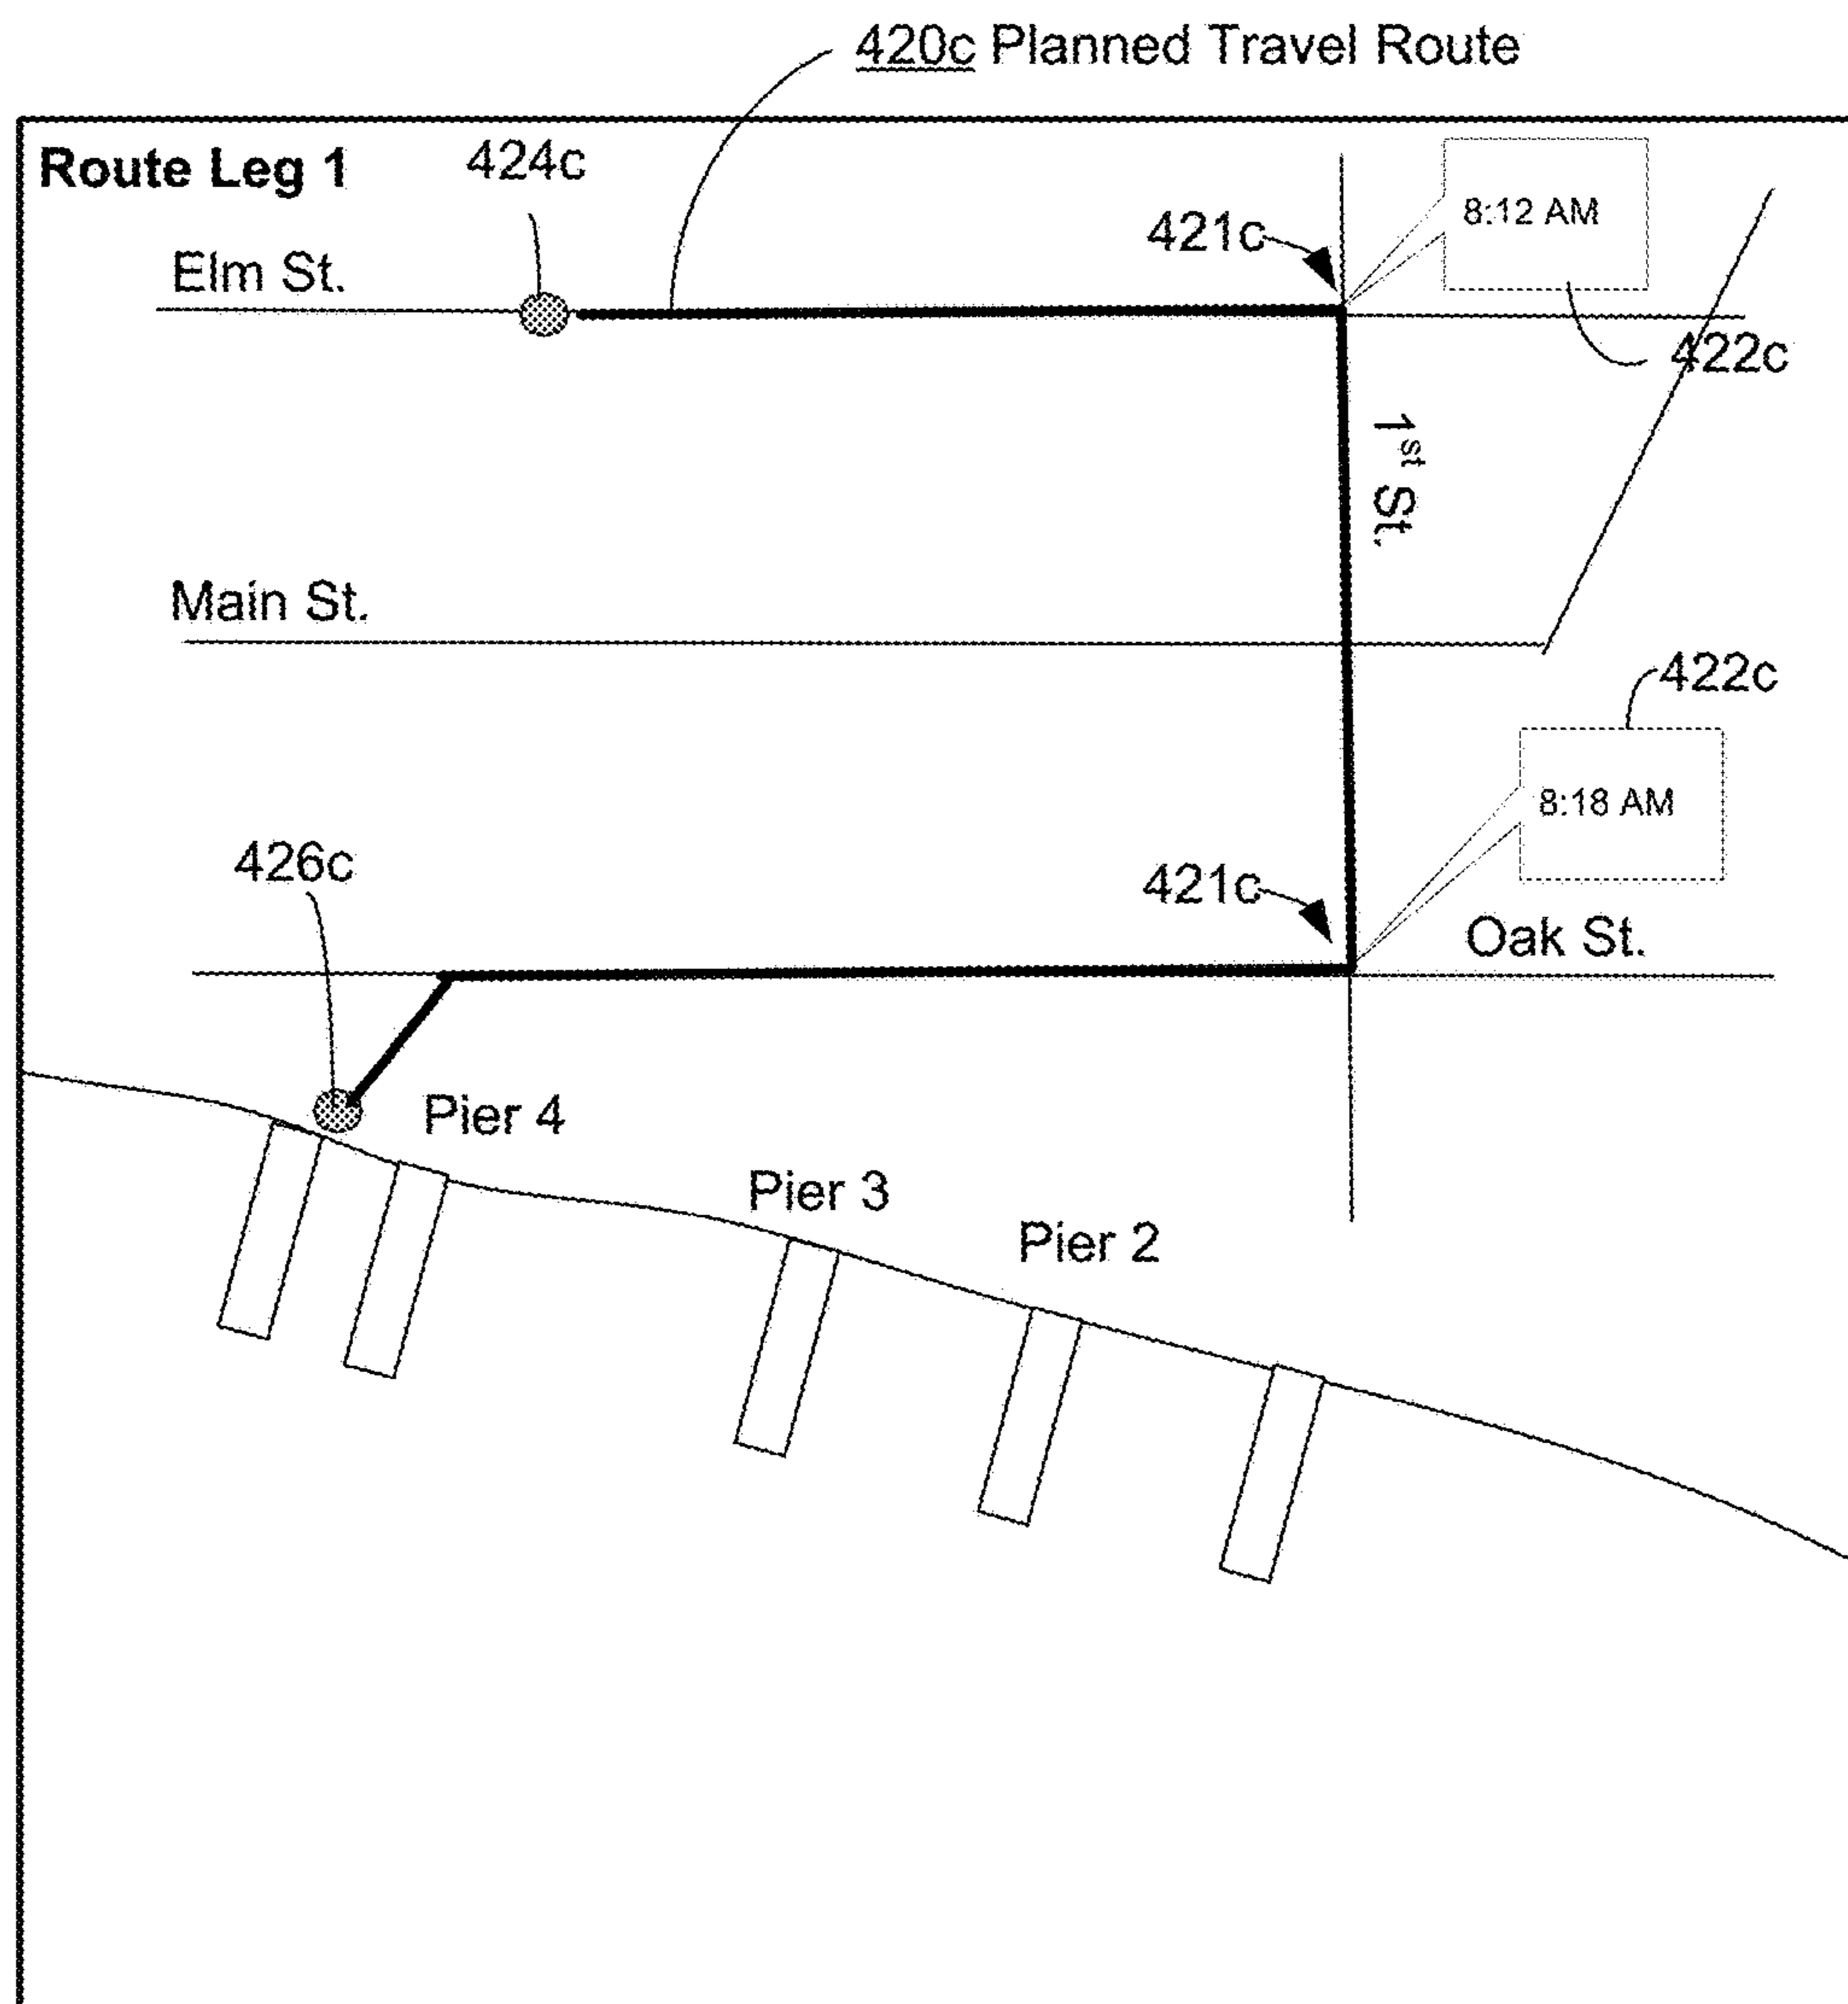 420c Planned Travel Route
Route Leg 1
424c
421c
8:12 AM
Elm St.
422c
1st St.
Main St.
422c
8:18 AM
426c
421c
Oak St.
Pier 4
Pier 3
Pier 2